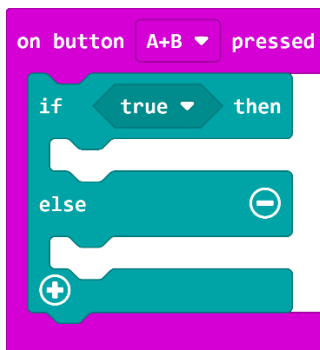 on button A+B pressed
if true then
else